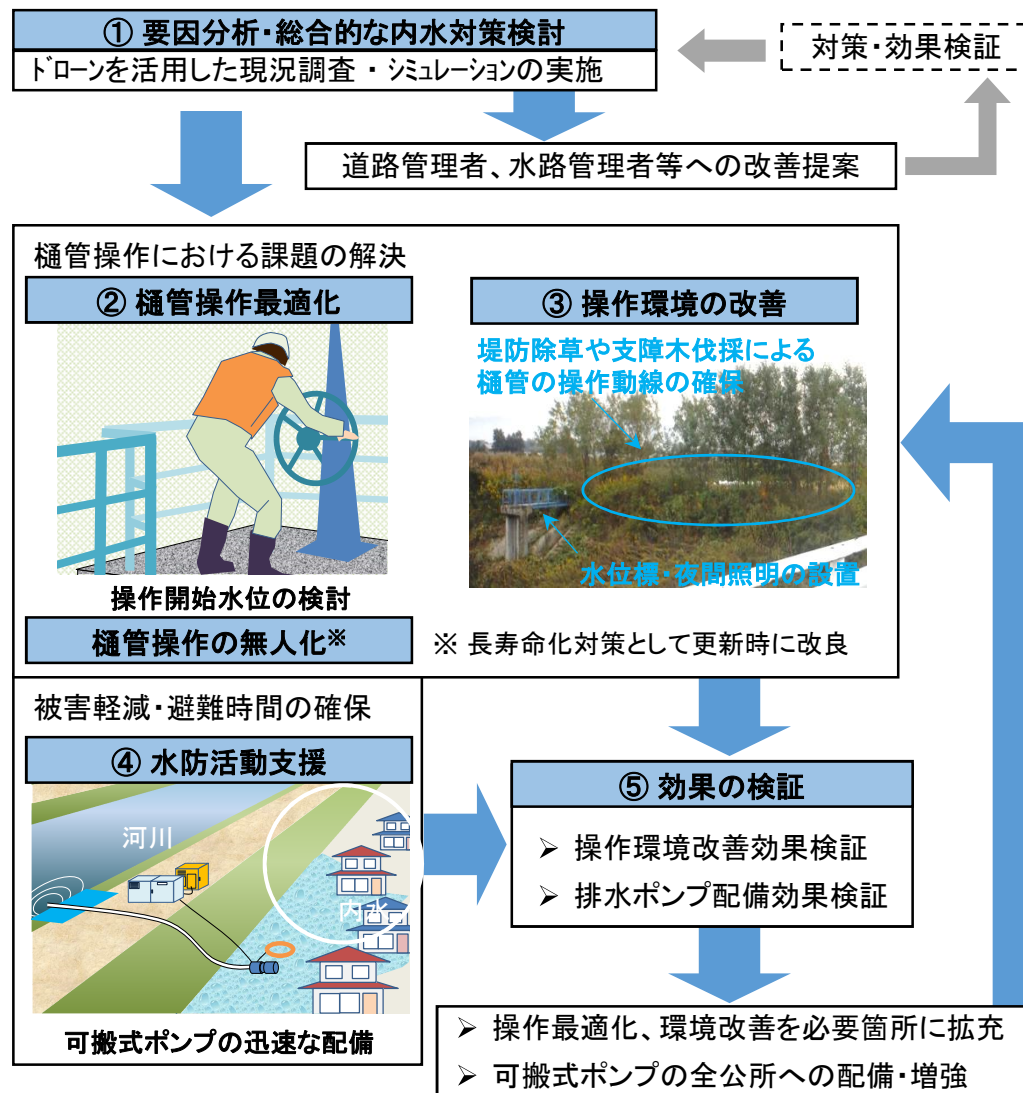 ① 要因分析・総合的な内水対策検討
ドローンを活用した現況調査 ・ シミュレーションの実施
対策・効果検証
道路管理者、水路管理者等への改善提案
樋管操作における課題の解決
② 樋管操作最適化
操作開始水位の検討
樋管操作の無人化※
③ 操作環境の改善
堤防除草や支障木伐採による
樋管の操作動線の確保
水位標・夜間照明の設置
※ 長寿命化対策として更新時に改良
被害軽減・避難時間の確保
④ 水防活動支援
河川
内水
可搬式ポンプの迅速な配備
⑤ 効果の検証
➢ 操作環境改善効果検証
➢ 排水ポンプ配備効果検証
➢ 操作最適化、環境改善を必要箇所に拡充
➢ 可搬式ポンプの全公所への配備・増強